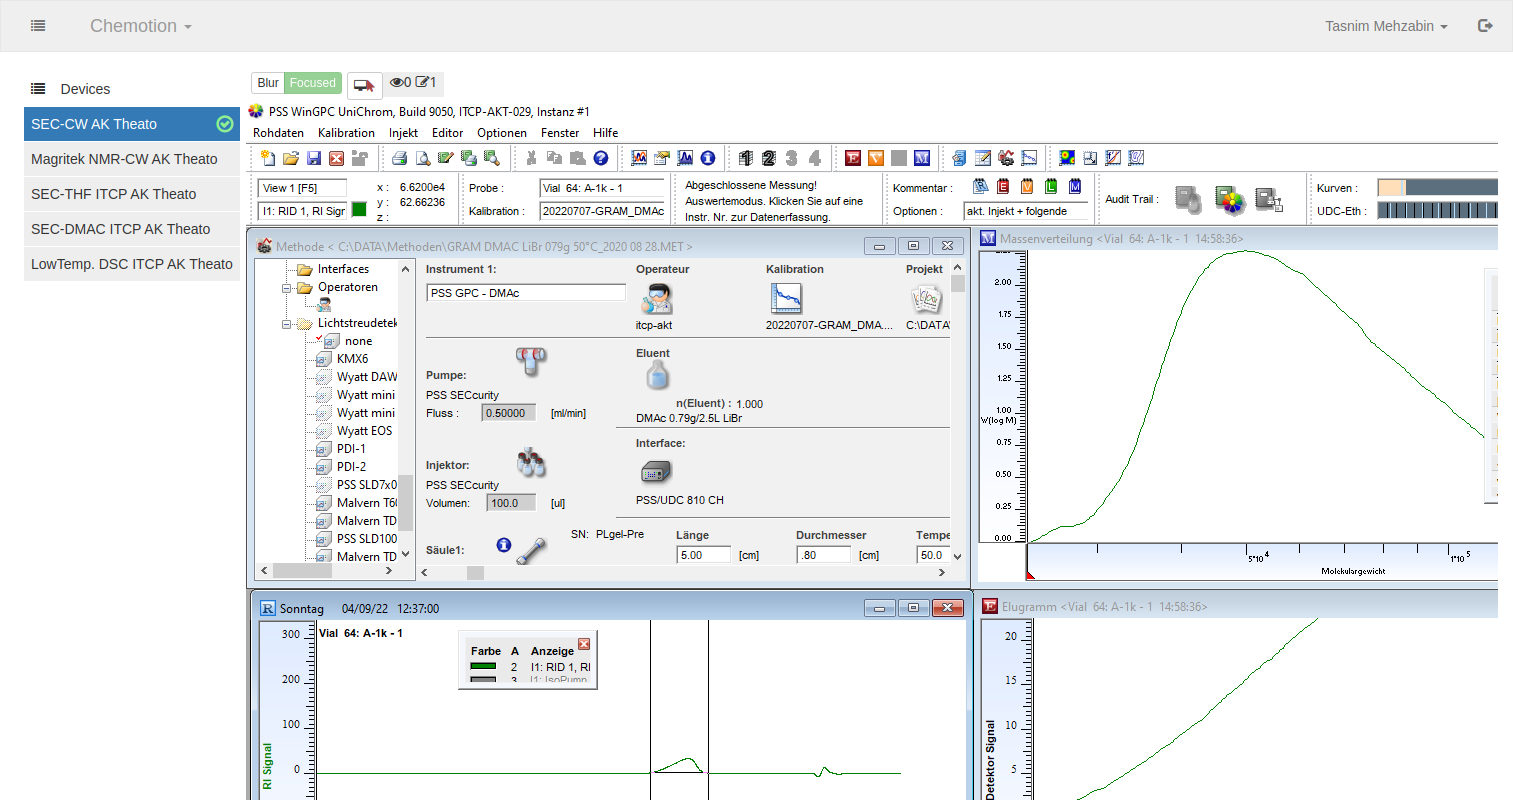 Chemotion
Tasnim Mehzabin
Devices
SEC-CW AK Theato
Magritek NMR-CW AK Theato
SEC-THF ITCP AK Theato
SEC-DMAC ITCP AK Theato
LowTemp. DSC ITCP AK Theato
Blur Focused 0 1
PSS WinGPC UniChrom, Build 9050, ITCP-AKT-029, Instanz #1
Rohdaten Kalibration Injekt Editor Optionen Fenster Hilfe
1 2 3 4 E V M
View 1 [F5]
I1: RID 1, RI Sigr
x : 6.6200e4
y : 62.66236
z :
Probe : Vial 64: A-1k - 1
Kalibration : 20220707-GRAM_DMAc
Abgeschlossene Messung!
Auswertemodus. Klicken Sie auf eine
Instr. Nr. zur Datenerfassung.
Kommentar : R E V L M
Optionen : akt. Injekt + folgende
Audit Trail :
Kurven :
UDC-Eth :
Methode < C:\DATA\Methoden\GRAM DMAC LiBr 079g 50°C_2020 08 28.MET >
Interfaces
Operatoren
Lichtstreudetek
none
KMX6
Wyatt DAW
Wyatt mini
Wyatt mini
Wyatt EOS
PDI-1
PDI-2
PSS SLD7x0
Malvern T60
Malvern TD
PSS SLD100
Malvern TD
Instrument 1:
PSS GPC - DMAc
Operateur
itcp-akt
Kalibration
20220707-GRAM_DMA....
Projekt
C:\DATA\
Pumpe:
PSS SECcurity
Fluss : 0.50000 [ml/min]
Eluent
n(Eluent) : 1.000
DMAc 0.79g/2.5L LiBr
Injektor:
PSS SECcurity
Volumen: 100.0 [ul]
Interface:
PSS/UDC 810 CH
Säule1:
SN: PLgel-Pre
Länge
5.00 [cm]
Durchmesser
.80 [cm]
Tempe
50.0
M Massenverteilung <Vial 64: A-1k - 1 14:58:36>
2.00
1.75
1.50
1.25
1.00
W(log M)
0.75
0.50
0.25
0.00
5*10⁴
1*10⁵
Molekulargewicht
R Sonntag 04/09/22 12:37:00
Vial 64: A-1k - 1
300
200
100
0
RI Signal
Farbe A Anzeige
2 I1: RID 1, RI
3 I1: IsoPump
E Elugramm <Vial 64: A-1k - 1 14:58:36>
20
15
10
5
Detektor Signal